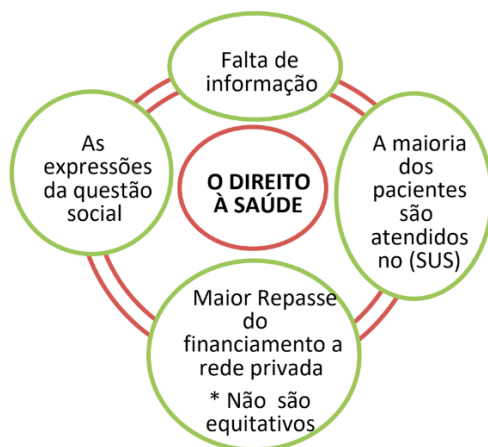 Falta de
informação
As
expressões
da questão
social
O DIREITO
À SAÚDE
A maioria
dos
pacientes
são
atendidos
no (SUS)
Maior Repasse
do
financiamento a
rede privada
* Não são
equitativos